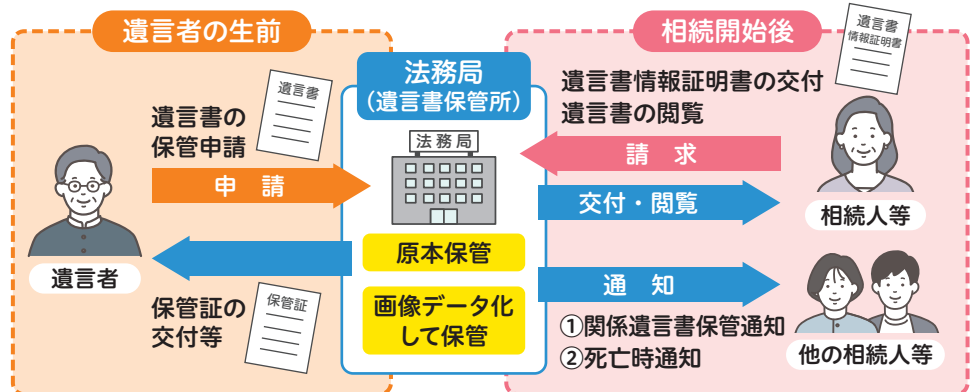 遺言者の生前
遺言書の
保管申請
遺言書
申 請
遺言者
保管証の
交付等
保管証
法務局
（遺言書保管所）
法務局
原本保管
画像データ化
して保管
相続開始後
遺言書
情報証明書
遺言書情報証明書の交付
遺言書の閲覧
請 求
交付・閲覧
相続人等
通 知
①関係遺言書保管通知
②死亡時通知
他の相続人等